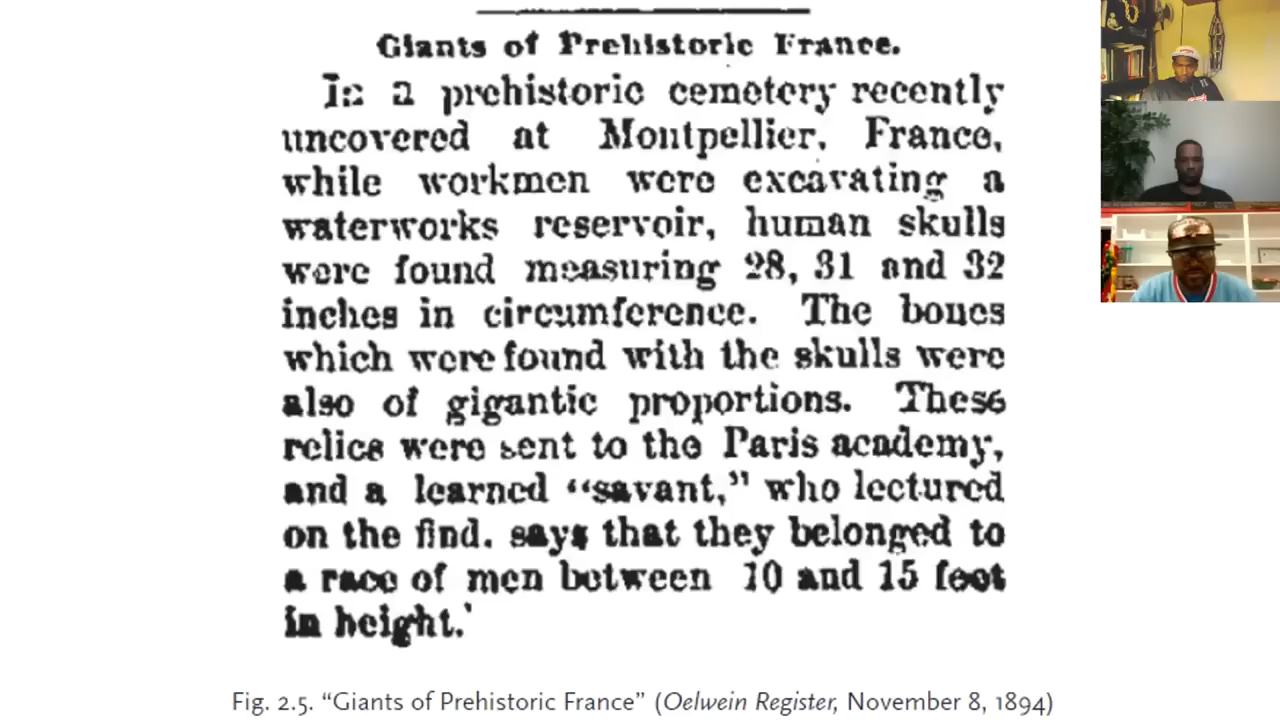 Giants of Prehistoric France.
In a prehistoric cemetery recently
uncovered at Montpellier, France,
while workmen were excavating a
waterworks reservoir, human skulls
were found measuring 28, 31 and 32
inches in circumference. The bones
which were found with the skulls were
also of gigantic proportions. These
relics were sent to the Paris academy,
and a learned “savant,” who lectured
on the find. says that they belonged to
a race of men between 10 and 15 feet
in height.'
Fig. 2.5. “Giants of Prehistoric France” (Oelwein Register, November 8, 1894)